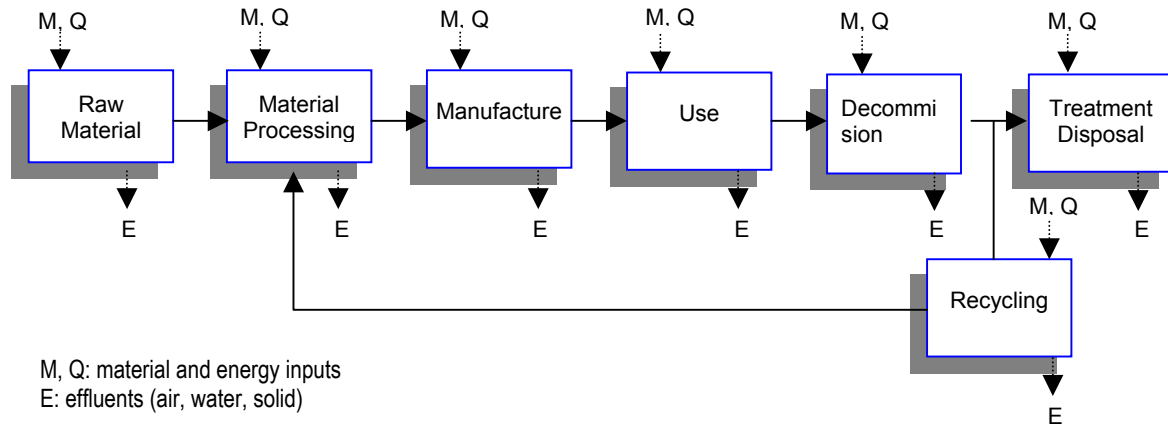 M, Q
M, Q
M, Q
M, Q
M, Q
M, Q
Raw
Material
Material
Processing
Manufacture
Use
Decommi
sion
Treatment
Disposal
E
E
E
E
E
E
M, Q
Recycling
E
M, Q: material and energy inputs
E: effluents (air, water, solid)